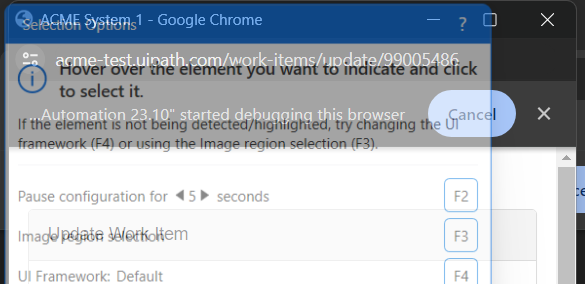 ACME System 1 - Google Chrome
Selection Options
?
acme-test.uipath.com/work-items/update/99005486
Hover over the element you want to indicate and click
to select it.
...Automation 23.10" started debugging this browser
Cancel
If the element is not being detected/highlighted, try changing the UI
framework (F4) or using the Image region selection (F3).
Pause configuration for 5 seconds
F2
Update Work Item
Image region selection
F3
UI Framework: Default
F4